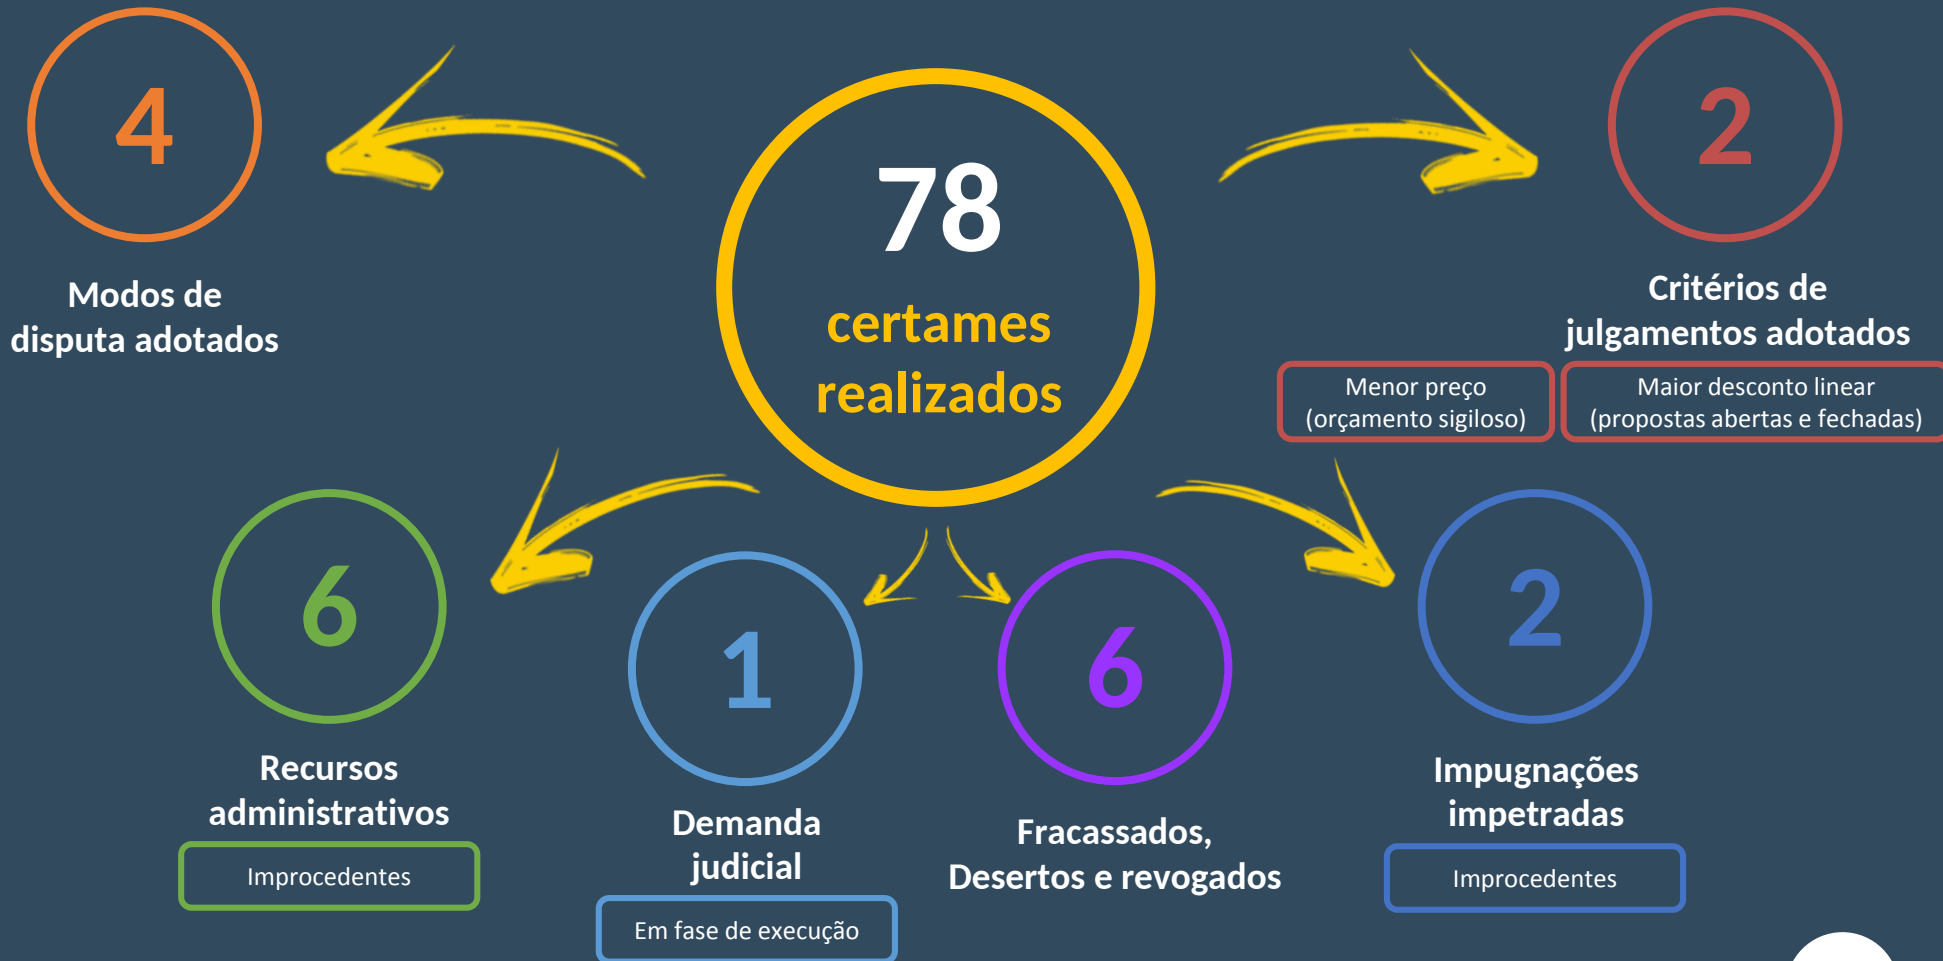 4
Modos de
disputa adotados
78
certames
realizados
2
Critérios de
julgamentos adotados
Menor preço
(orçamento sigiloso)
Maior desconto linear
(propostas abertas e fechadas)
6
Recursos
administrativos
Improcedentes
1
Demanda
judicial
Em fase de execução
6
Fracassados,
Desertos e revogados
2
Impugnações
impetradas
Improcedentes